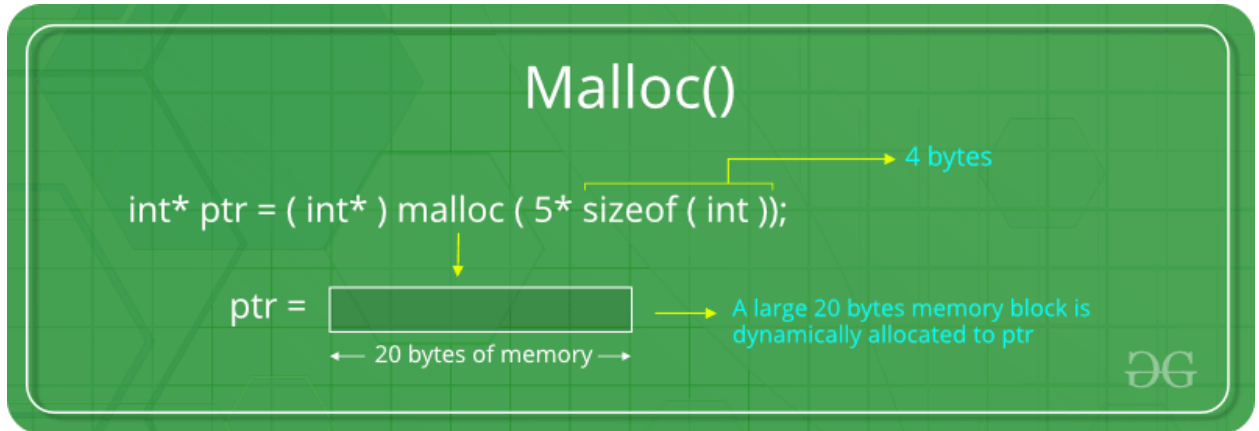 Malloc()
4 bytes
int* ptr = ( int* ) malloc ( 5* sizeof ( int ));
ptr =
A large 20 bytes memory block is
dynamically allocated to ptr
20 bytes of memory